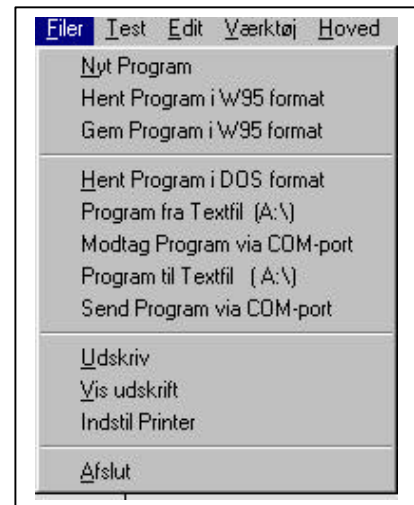 Filer Test Edit Værktøj Hoved
Nyt Program
Hent Program i W95 format
Gem Program i W95 format
Hent Program i DOS format
Program fra Textfil (A:\)
Modtag Program via COM-port
Program til Textfil ( A:\)
Send Program via COM-port
Udskriv
Vis udskrift
Indstil Printer
Afslut